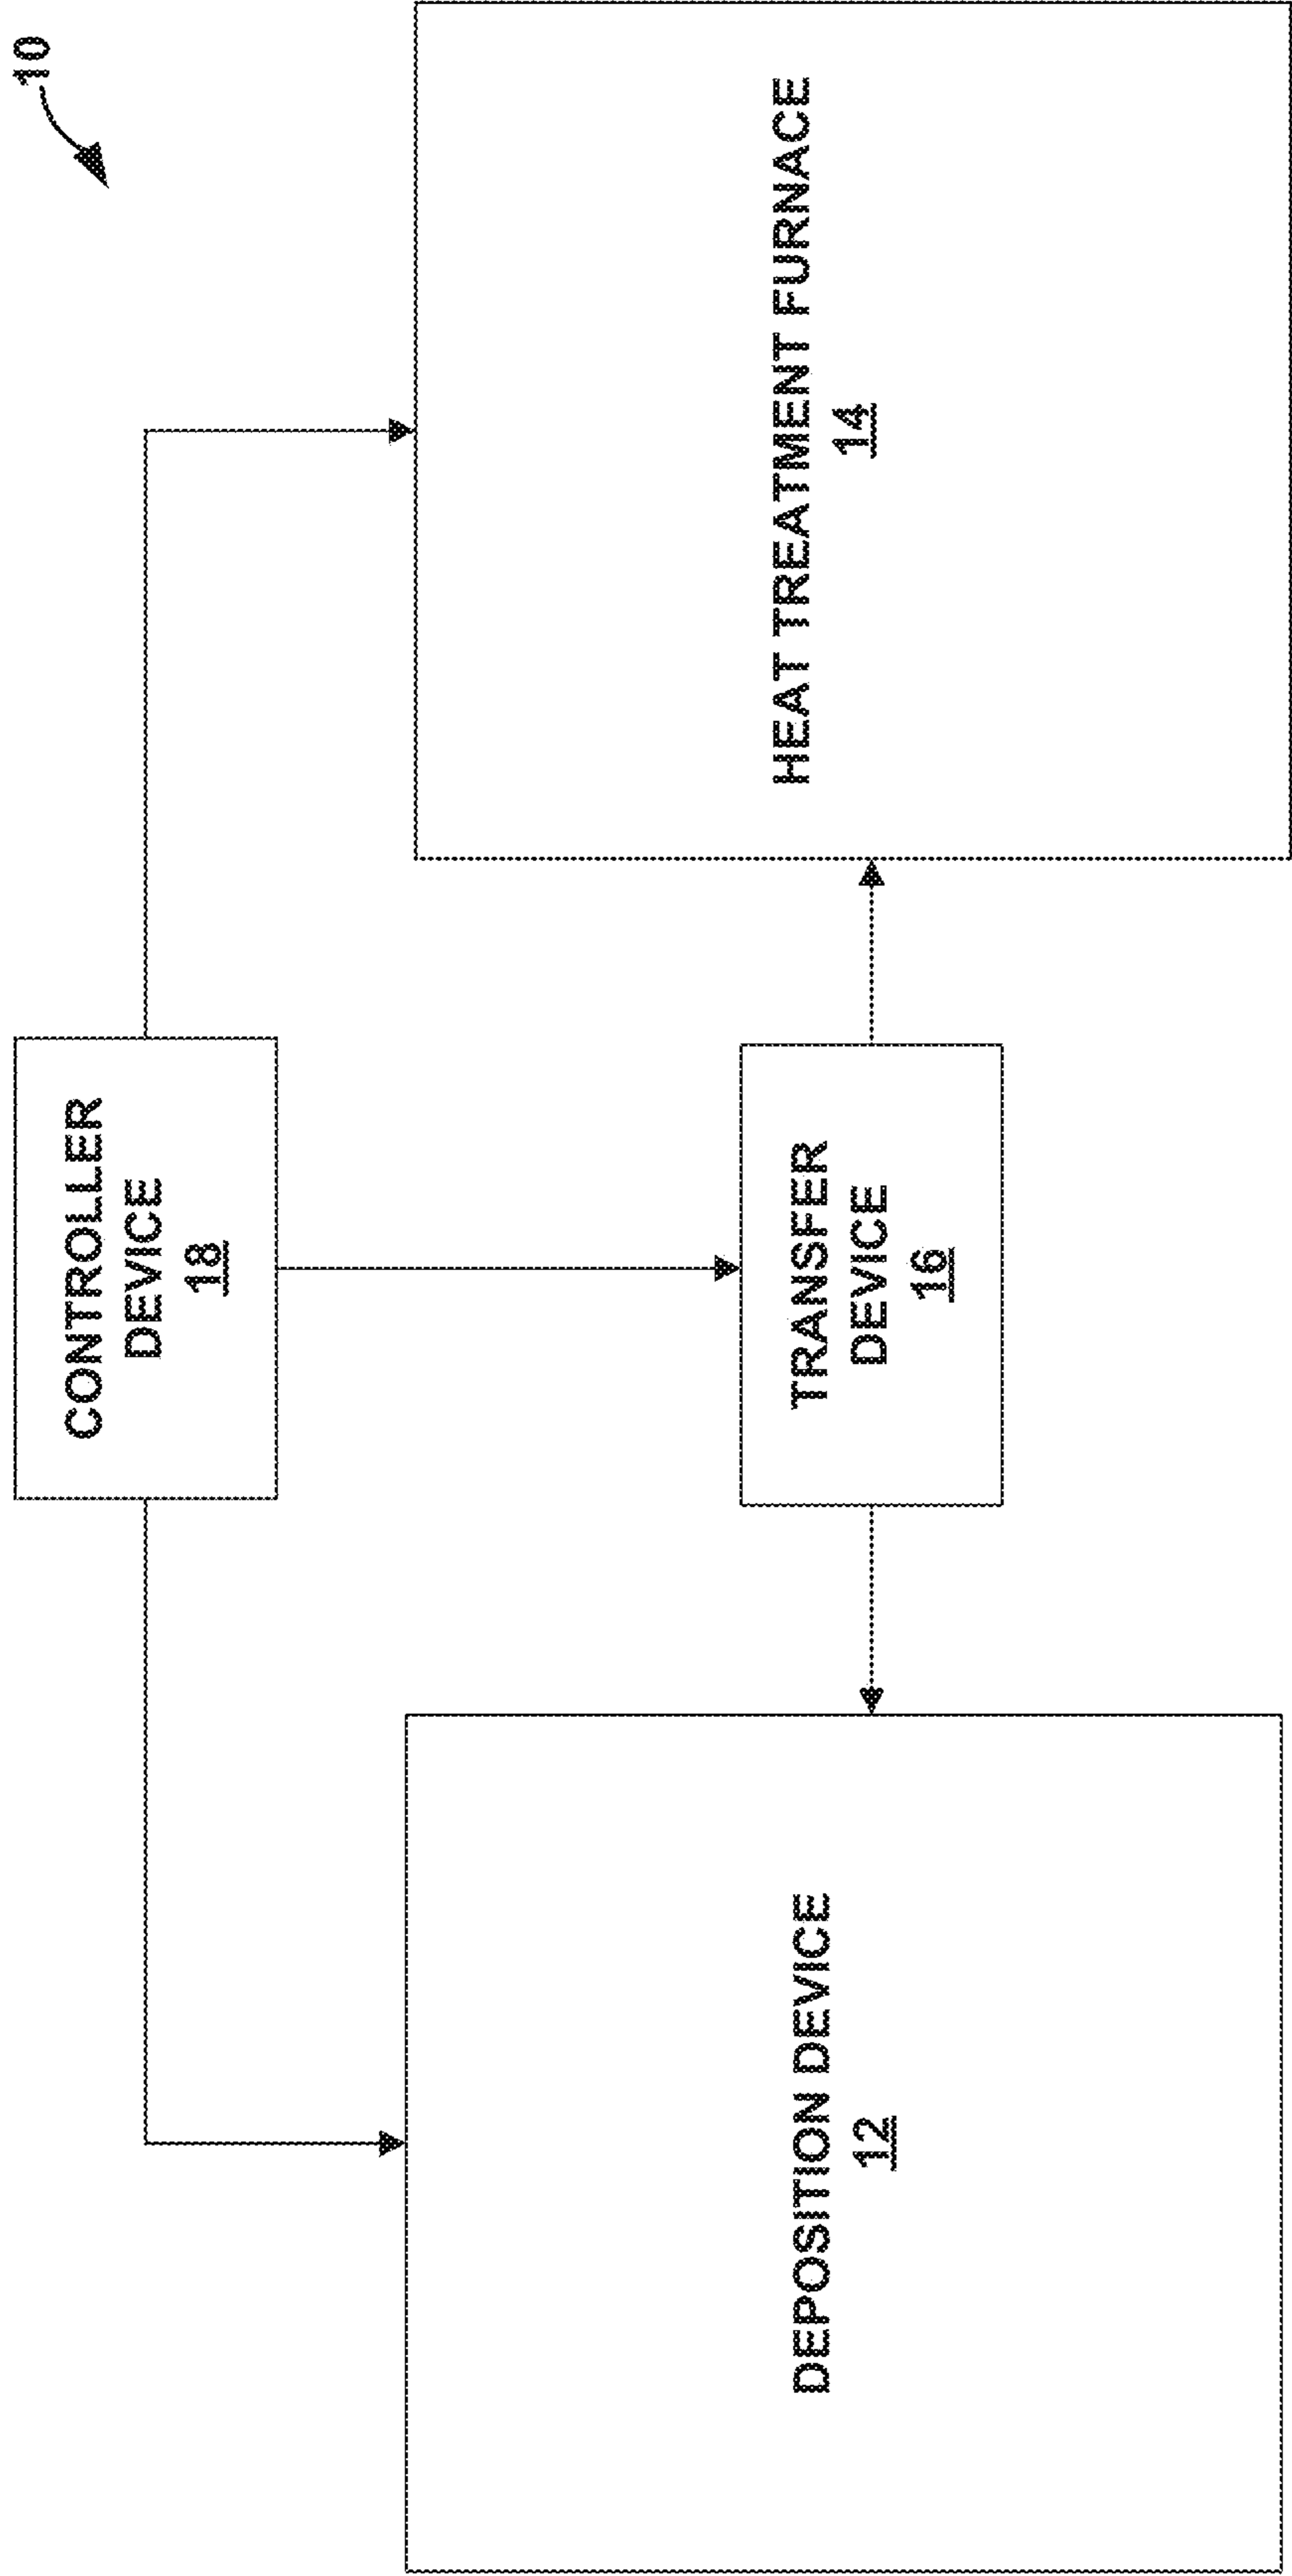 10
CONTROLLER
DEVICE
18
DEPOSITION DEVICE
12
TRANSFER
DEVICE
16
HEAT TREATMENT FURNACE
14